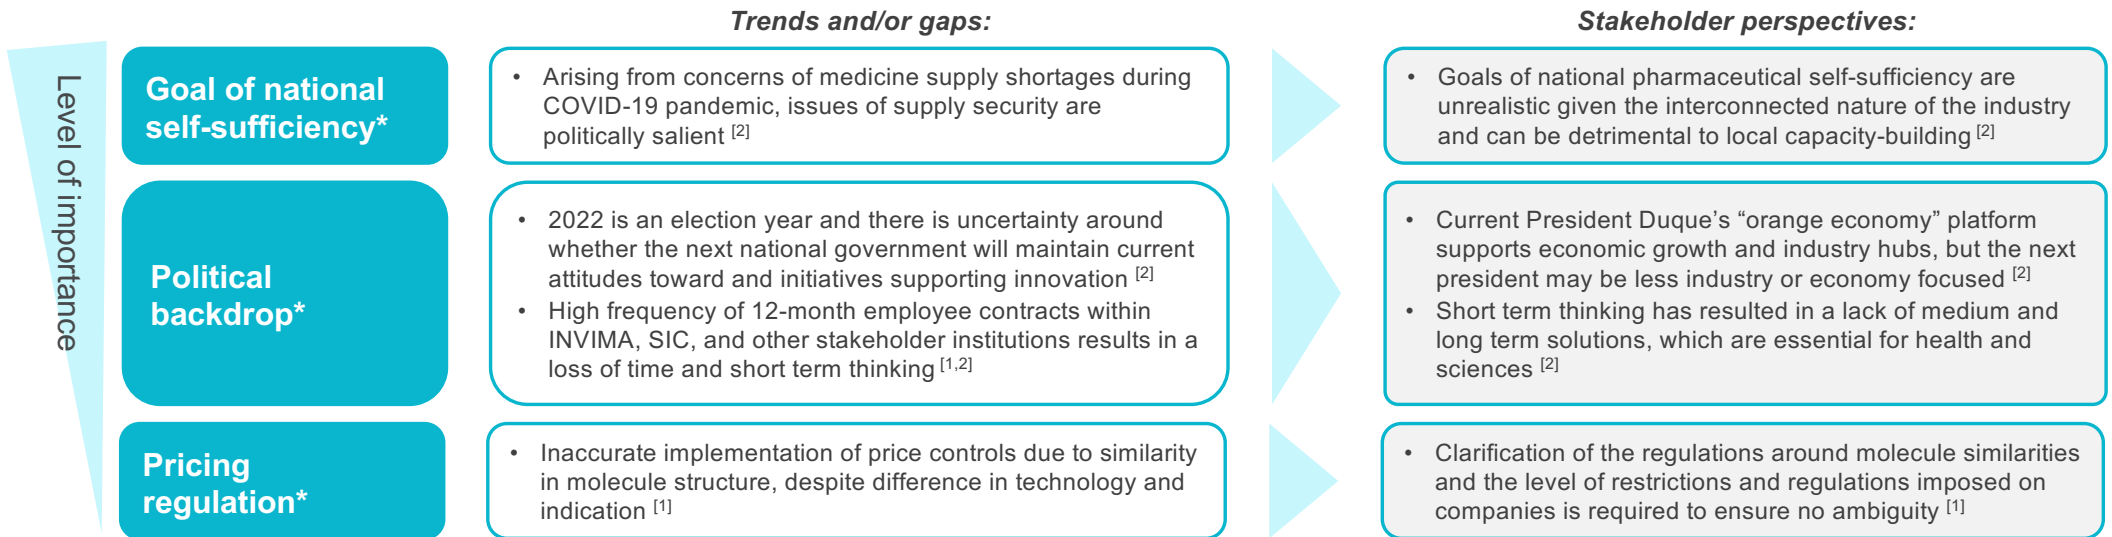 Trends and/or gaps:
Stakeholder perspectives:
Level of importance
Goal of national
self-sufficiency*
• Arising from concerns of medicine supply shortages during
COVID-19 pandemic, issues of supply security are
politically salient [2]
• Goals of national pharmaceutical self-sufficiency are
unrealistic given the interconnected nature of the industry
and can be detrimental to local capacity-building [2]
Political
backdrop*
• 2022 is an election year and there is uncertainty around
whether the next national government will maintain current
attitudes toward and initiatives supporting innovation [2]
• High frequency of 12-month employee contracts within
INVIMA, SIC, and other stakeholder institutions results in a
loss of time and short term thinking [1,2]
• Current President Duque’s “orange economy” platform
supports economic growth and industry hubs, but the next
president may be less industry or economy focused [2]
• Short term thinking has resulted in a lack of medium and
long term solutions, which are essential for health and
sciences [2]
Pricing
regulation*
• Inaccurate implementation of price controls due to similarity
in molecule structure, despite difference in technology and
indication [1]
• Clarification of the regulations around molecule similarities
and the level of restrictions and regulations imposed on
companies is required to ensure no ambiguity [1]